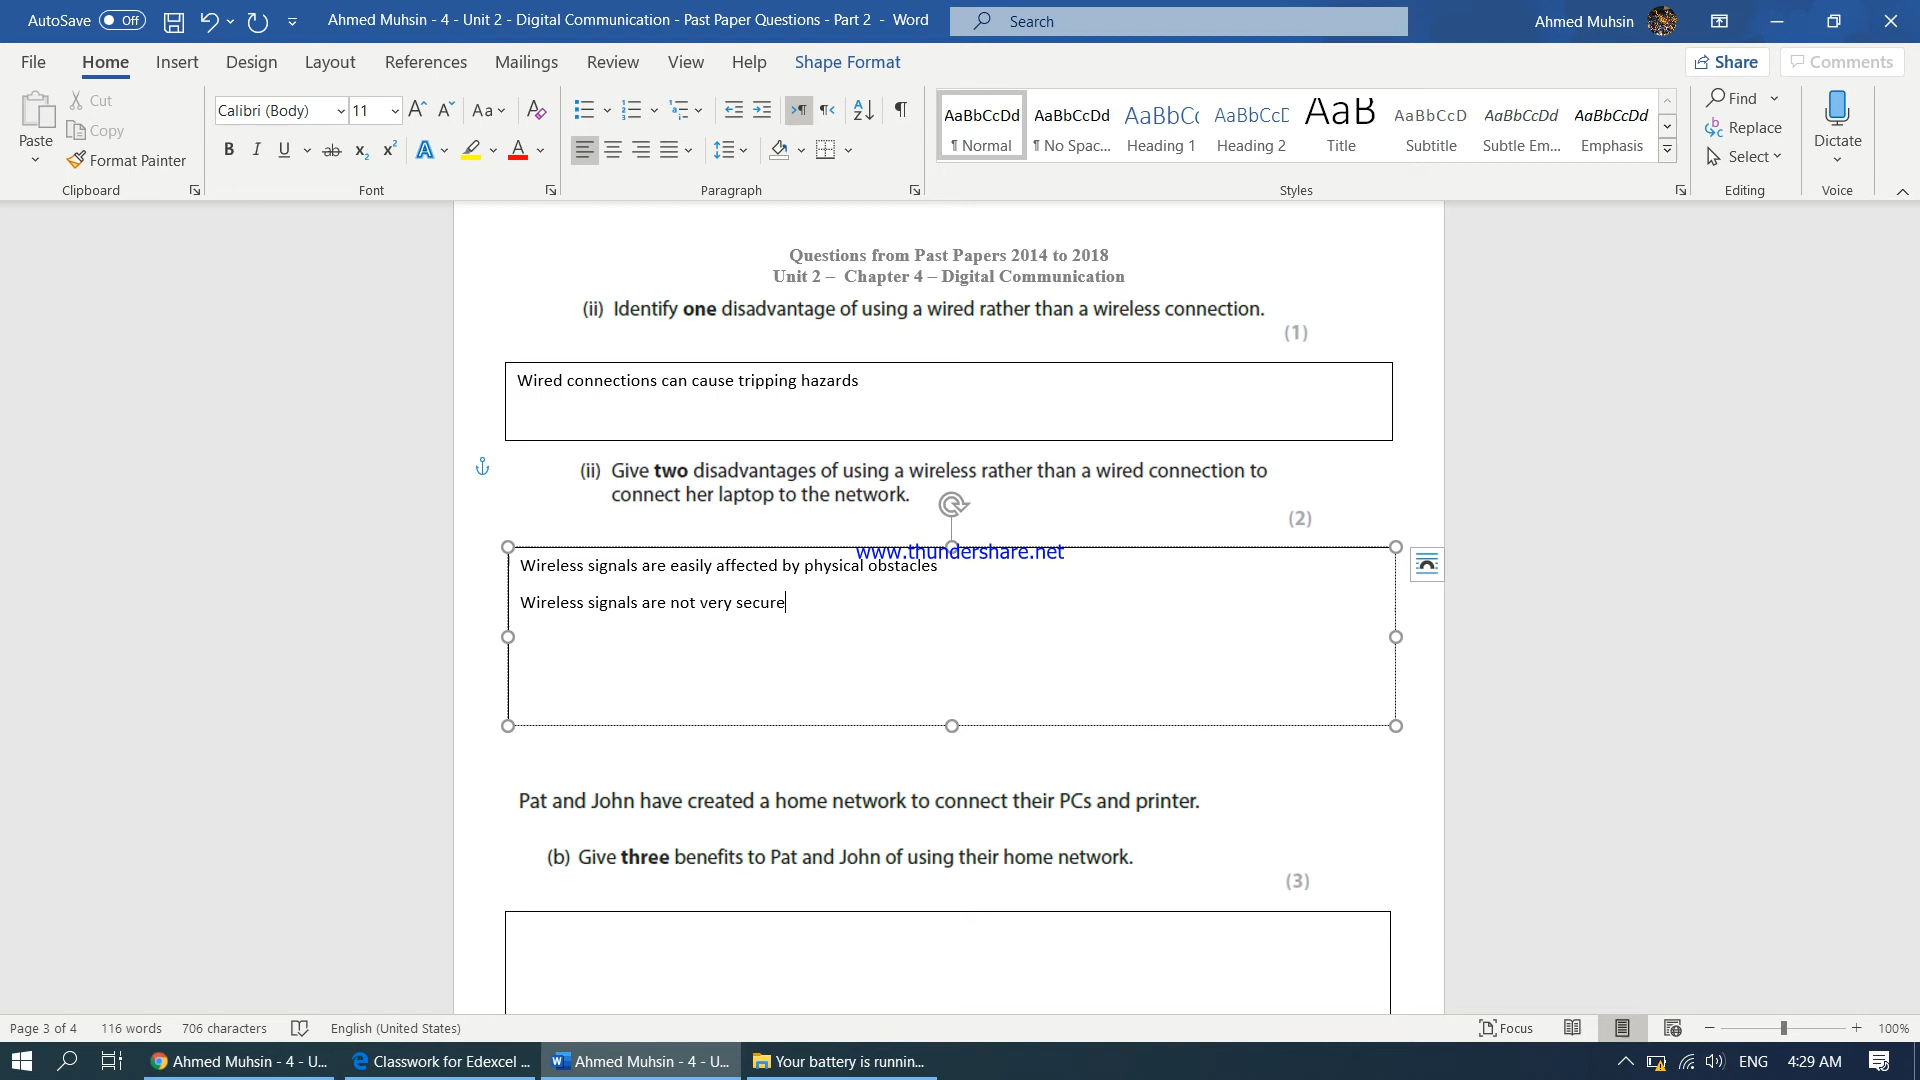 AutoSave Off Ahmed Muhsin - 4 - Unit 2 - Digital Communication - Past Paper Questions - Part 2 - Word Search Ahmed Muhsin
File Home Insert Design Layout References Mailings Review View Help Shape Format Share Comments
Paste Cut Copy Format Painter Clipboard
Calibri (Body) 11 Font
Paragraph
AaBbCcDd AaBbCcDd AaBbC( AaBbCcE AaB AaBbCcD AaBbCcDd AaBbCcDd
¶ Normal ¶ No Spac... Heading 1 Heading 2 Title Subtitle Subtle Em... Emphasis
Styles
Find Replace Select Editing
Dictate Voice
Questions from Past Papers 2014 to 2018
Unit 2 – Chapter 4 – Digital Communication
(ii) Identify one disadvantage of using a wired rather than a wireless connection.
(1)
Wired connections can cause tripping hazards
(ii) Give two disadvantages of using a wireless rather than a wired connection to
connect her laptop to the network.
(2)
www.thundershare.net
Wireless signals are easily affected by physical obstacles
Wireless signals are not very secure
Pat and John have created a home network to connect their PCs and printer.
(b) Give three benefits to Pat and John of using their home network.
(3)
Page 3 of 4 116 words 706 characters English (United States) Focus 100%
Ahmed Muhsin - 4 - U... Classwork for Edexcel ... Ahmed Muhsin - 4 - U... Your battery is runnin... ENG 4:29 AM